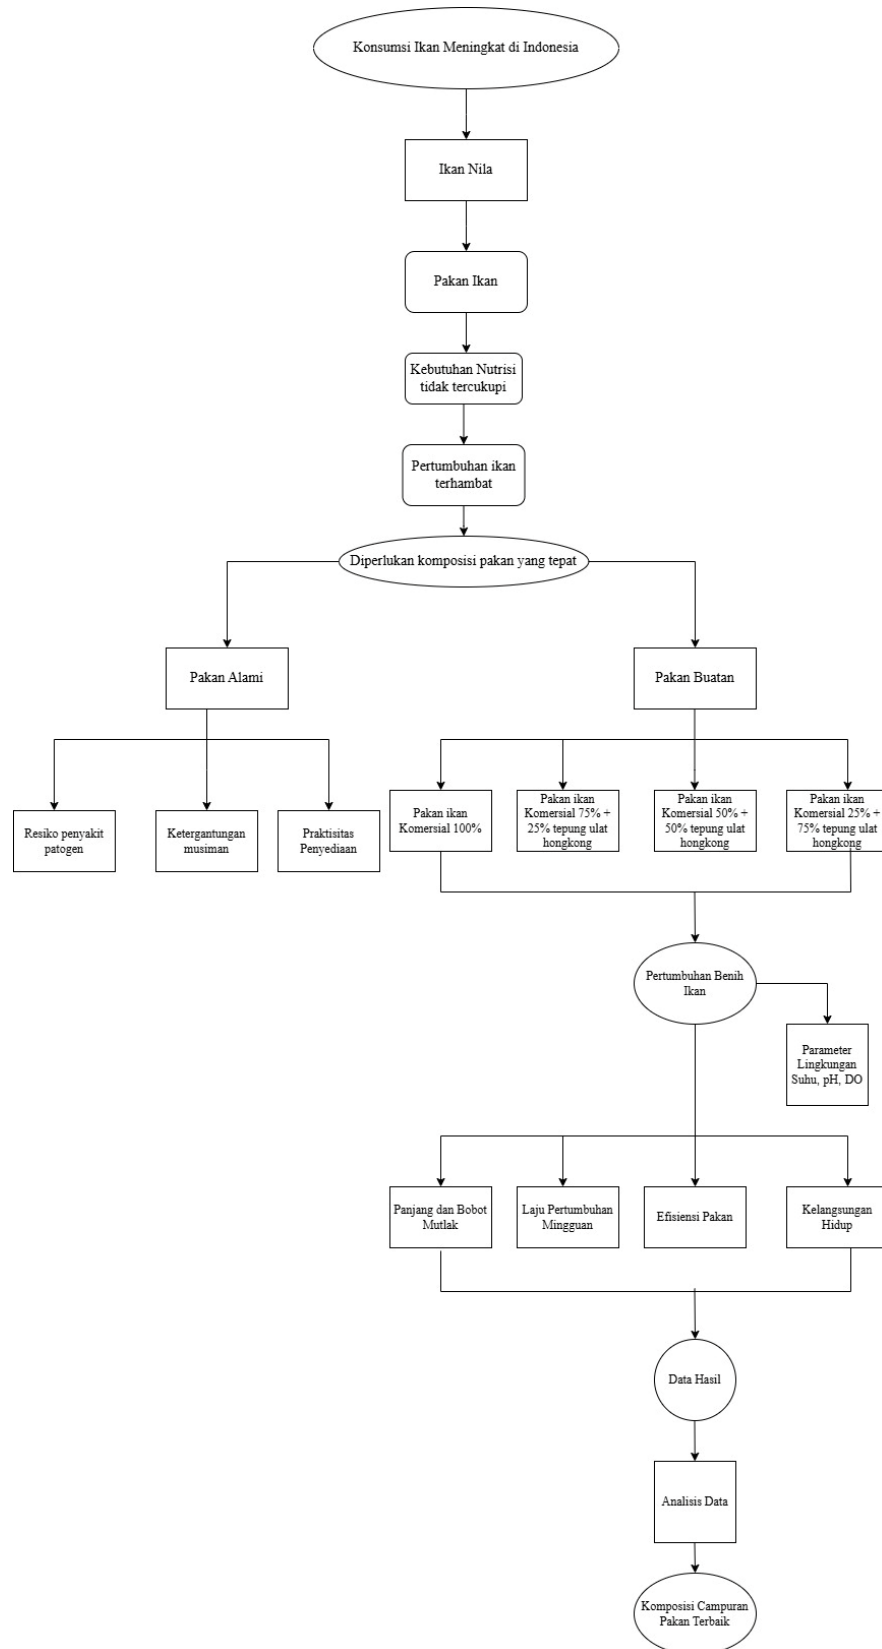 Konsumsi Ikan Meningkat di Indonesia
Ikan Nila
Pakan Ikan
Kebutuhan Nutrisi
tidak tercukupi
Pertumbuhan ikan
terhambat
Diperlukan komposisi pakan yang tepat
Pakan Alami
Pakan Buatan
Resiko penyakit
patogen
Ketergantungan
musiman
Praktisitas
Penyediaan
Pakan ikan
Komersial 100%
Pakan ikan
Komersial 75% +
25% tepung ulat
hongkong
Pakan ikan
Komersial 50% +
50% tepung ulat
hongkong
Pakan ikan
Komersial 25% +
75% tepung ulat
hongkong
Pertumbuhan Benih
Ikan
Parameter
Lingkungan
Suhu, pH, DO
Panjang dan Bobot
Mutlak
Laju Pertumbuhan
Mingguan
Efisiensi Pakan
Kelangsungan
Hidup
Data Hasil
Analisis Data
Komposisi Campuran
Pakan Terbaik